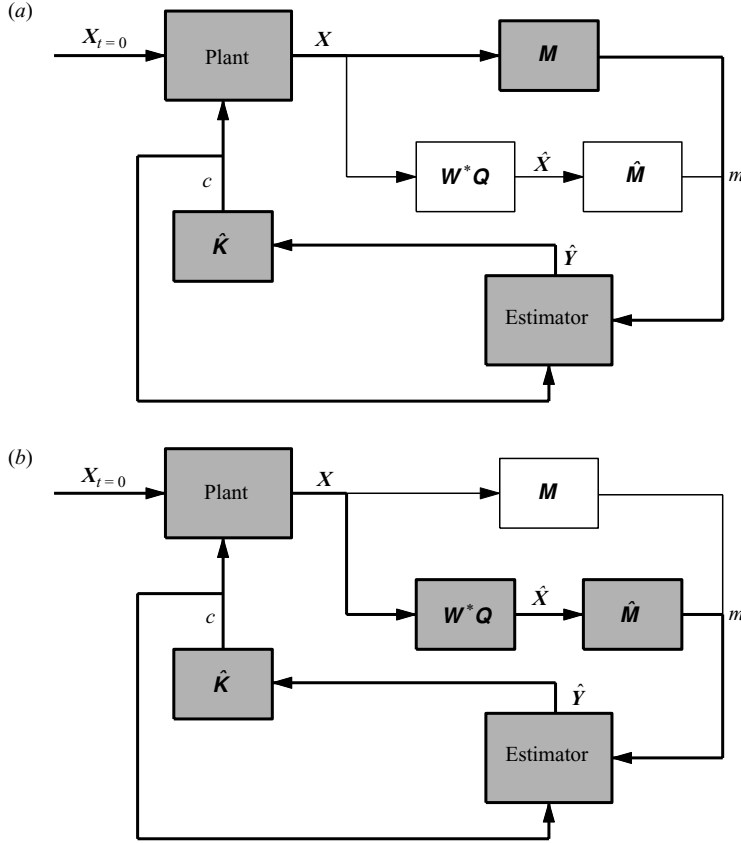 (a)
X_{t=0}
Plant
X
M
W*Q
X̂
M̂
m
c
K̂
Ŷ
Estimator
(b)
X_{t=0}
Plant
X
M
W*Q
X̂
M̂
m
c
K̂
Ŷ
Estimator